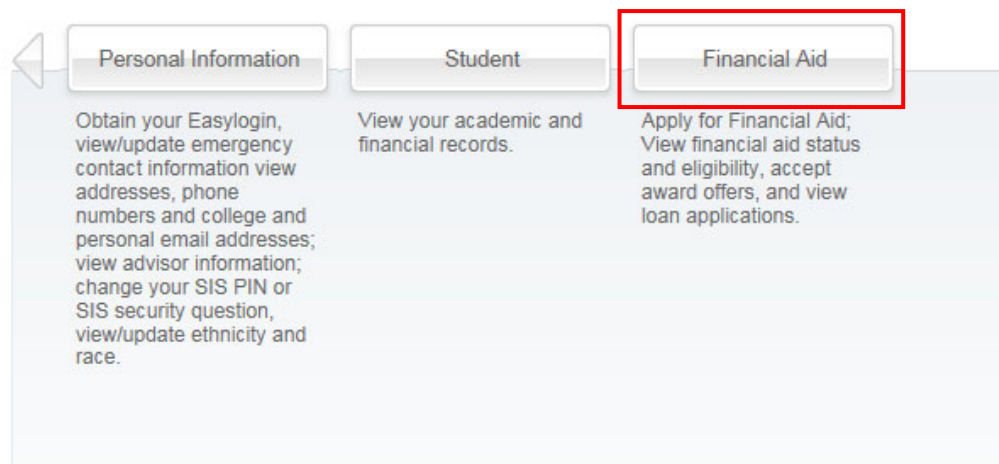 Personal Information
Obtain your Easylogin,
view/update emergency
contact information view
addresses, phone
numbers and college and
personal email addresses;
view advisor information;
change your SIS PIN or
SIS security question,
view/update ethnicity and
race.
Student
View your academic and
financial records.
Financial Aid
Apply for Financial Aid;
View financial aid status
and eligibility, accept
award offers, and view
loan applications.